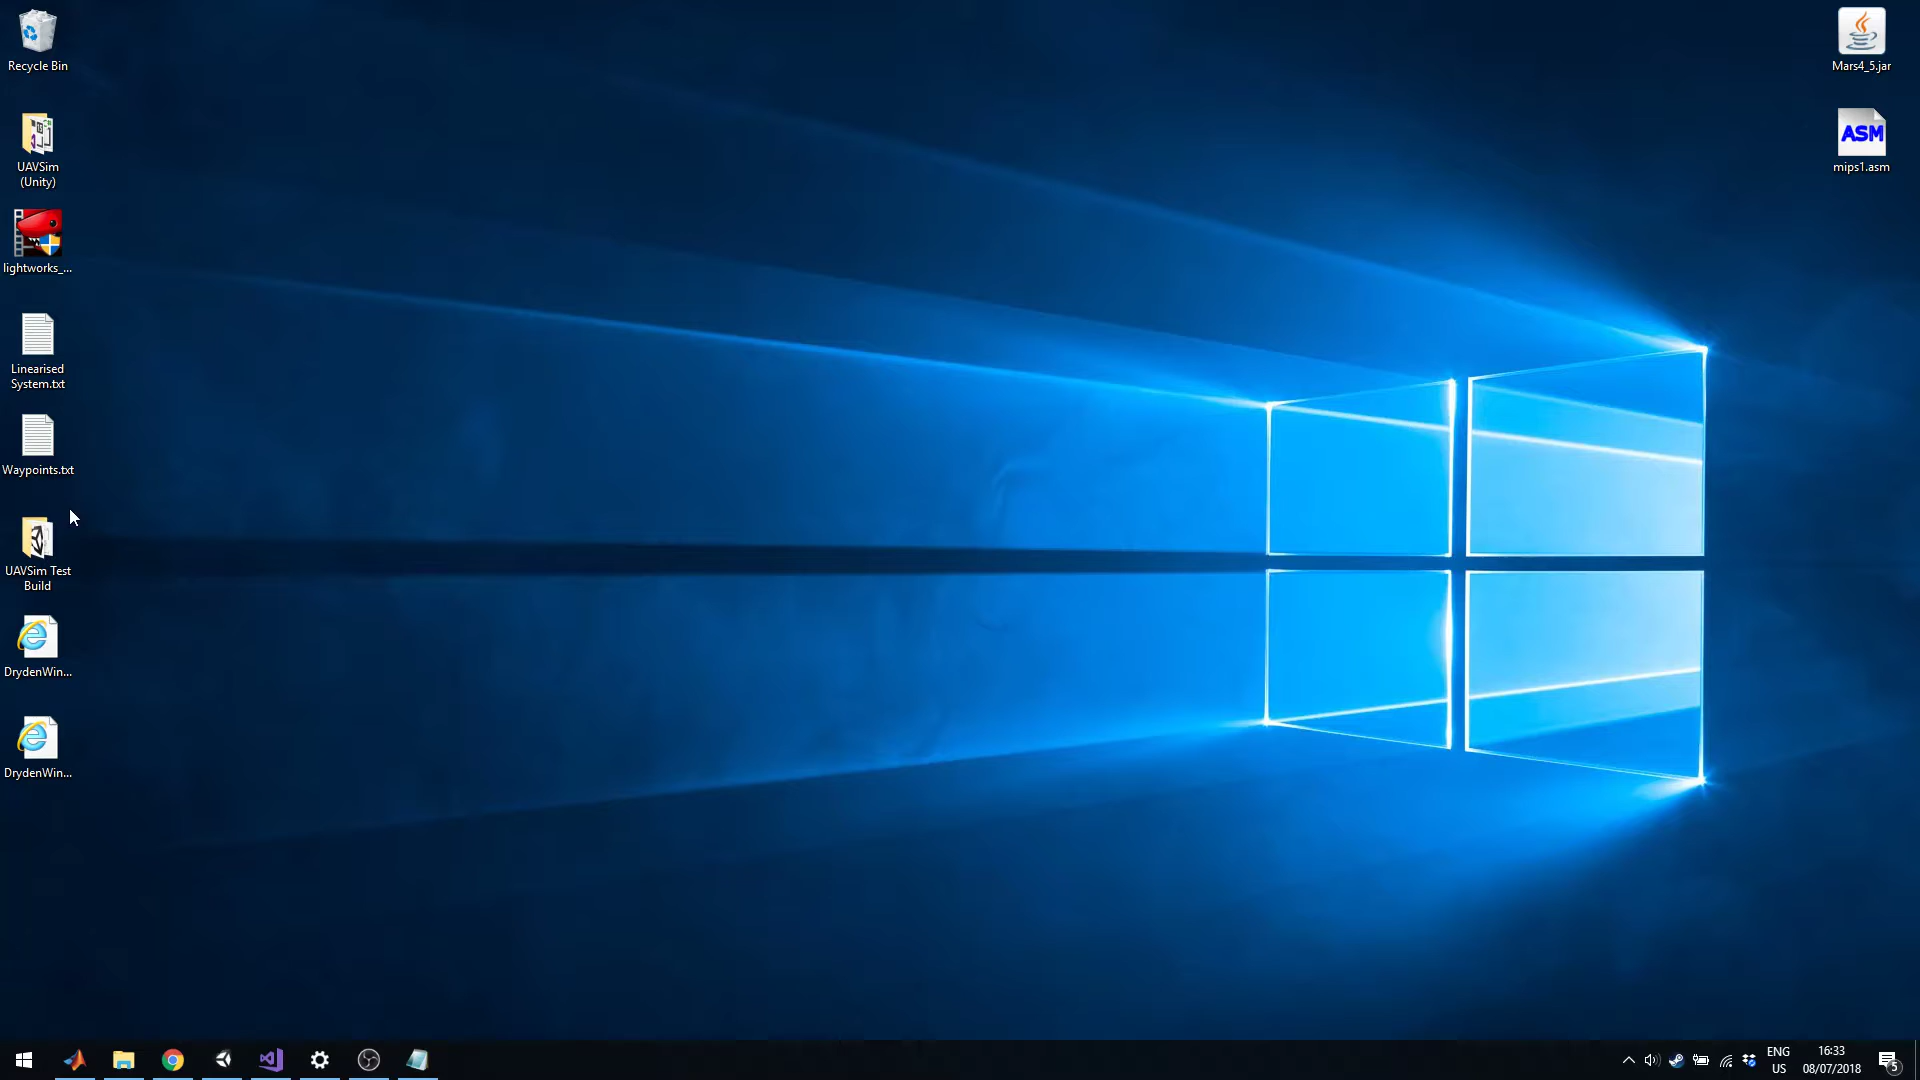 Recycle Bin
UAVSim
(Unity)
lightworks_...
Linearised
System.txt
Waypoints.txt
UAVSim Test
Build
DrydenWin...
DrydenWin...
Mars4_5.jar
ASM
mips1.asm
ENG
US
16:33
08/07/2018
5